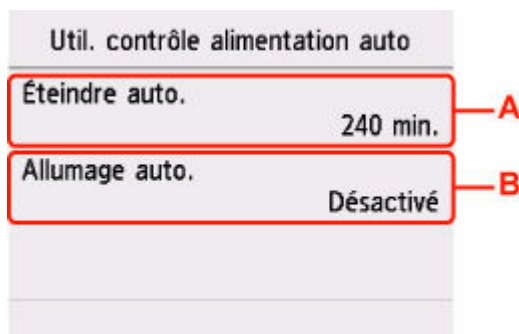 Util. contrôle alimentation auto
Éteindre auto.
240 min.
A
Allumage auto.
Désactivé
B